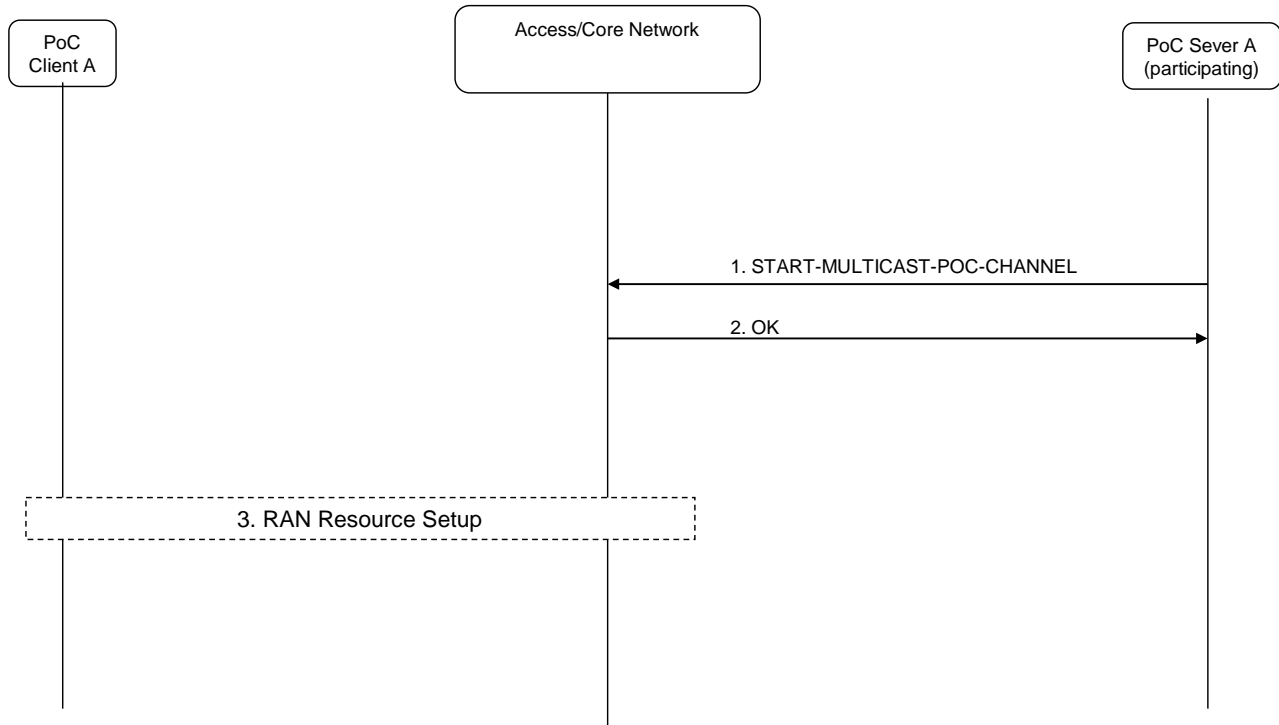 PoC
Client A
Access/Core Network
PoC Sever A
(participating)
1. START-MULTICAST-POC-CHANNEL
2. OK
3. RAN Resource Setup